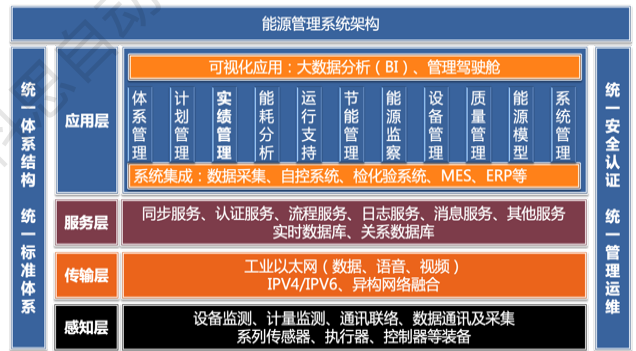 能源管理系统架构
统一体系结构 统一标准体系
应用层
可视化应用：大数据分析（BI）、管理驾驶舱
体系管理
计划管理
实绩管理
能耗分析
运行支持
节能管理
能源监察
设备管理
质量管理
能源模型
系统管理
系统集成：数据采集、自控系统、检化验系统、MES、ERP等
服务层
同步服务、认证服务、流程服务、日志服务、消息服务、其他服务
实时数据库、关系数据库
传输层
工业以太网（数据、语音、视频）
IPV4/IPV6、异构网络融合
感知层
设备监测、计量监测、通讯联络、数据通讯及采集
系列传感器、执行器、控制器等装备
统一安全认证 统一管理运维